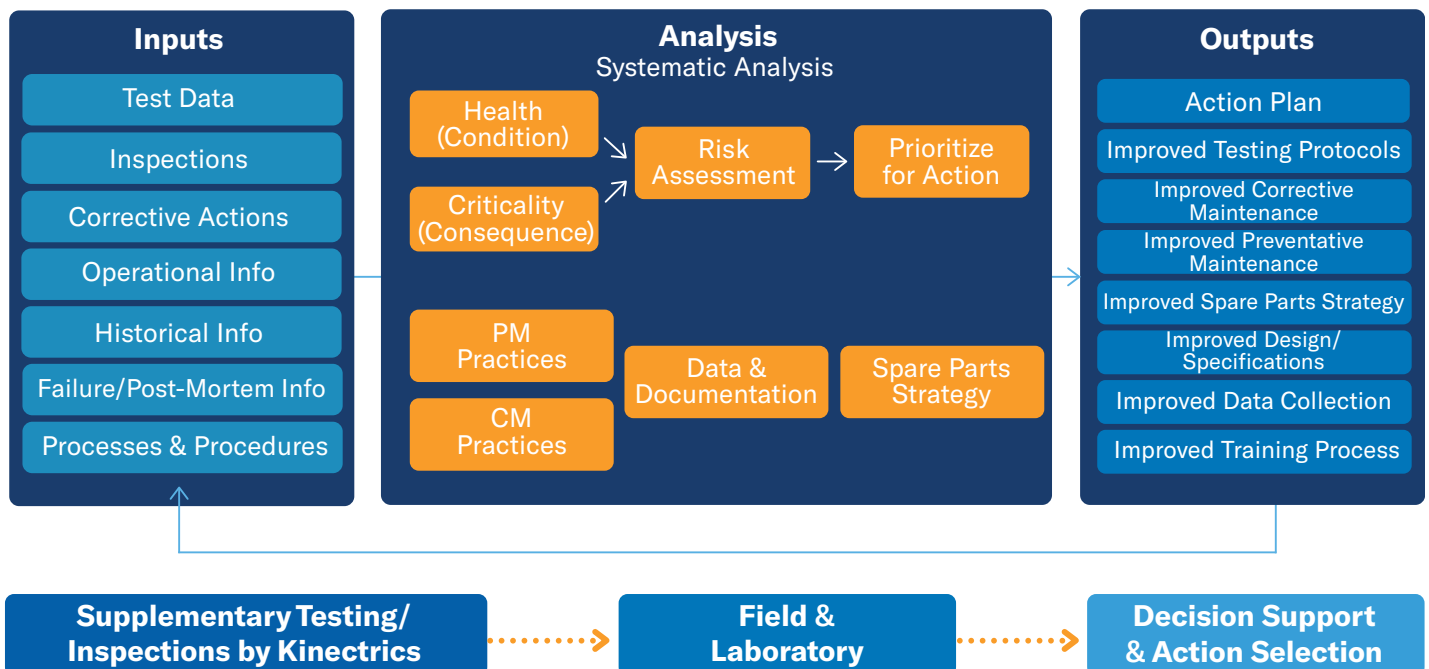 Inputs
Test Data
Inspections
Corrective Actions
Operational Info
Historical Info
Failure/Post-Mortem Info
Processes & Procedures
Analysis
Systematic Analysis
Health
(Condition)
Criticality
(Consequence)
Risk
Assessment
Prioritize
for Action
PM
Practices
CM
Practices
Data &
Documentation
Spare Parts
Strategy
Outputs
Action Plan
Improved Testing Protocols
Improved Corrective
Maintenance
Improved Preventative
Maintenance
Improved Spare Parts Strategy
Improved Design/
Specifications
Improved Data Collection
Improved Training Process
Supplementary Testing/
Inspections by Kinectrics
Field &
Laboratory
Decision Support
& Action Selection